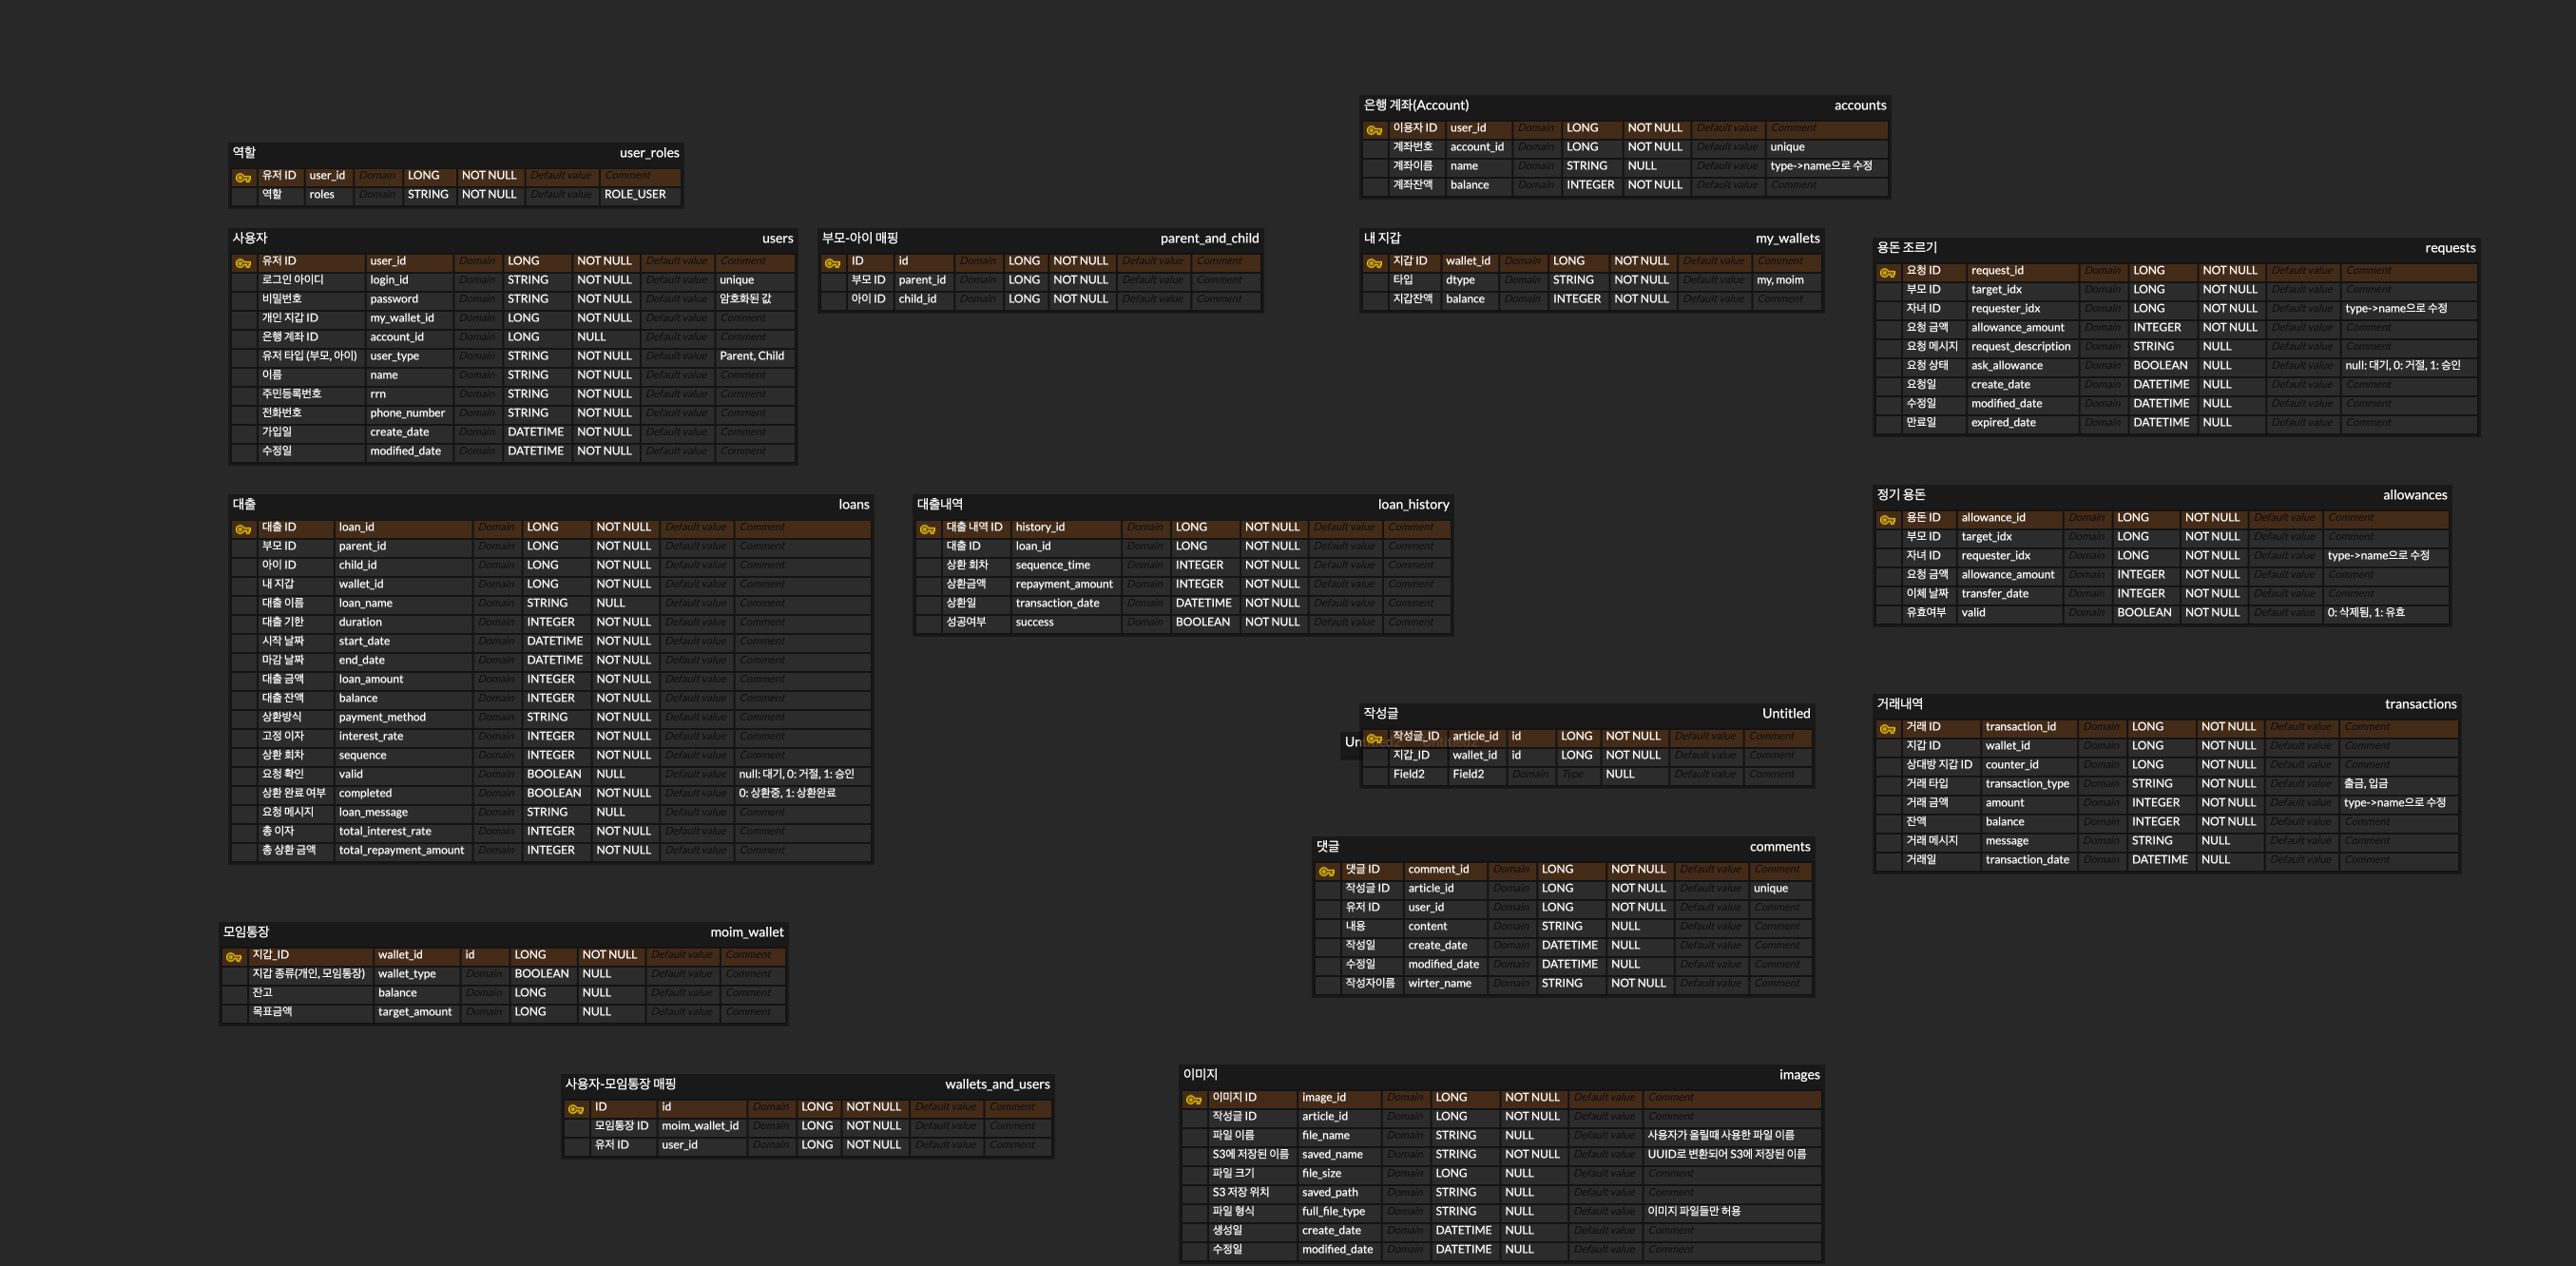 은행 계좌(Account) accounts
이용자 ID user_id Domain LONG NOT NULL Default value Comment
계좌번호 account_id Domain LONG NOT NULL Default value unique
계좌이름 name Domain STRING NULL Default value type->name으로 수정
계좌잔액 balance Domain INTEGER NOT NULL Default value Comment
역할 user_roles
유저 ID user_id Domain LONG NOT NULL Default value Comment
역할 roles Domain STRING NOT NULL Default value ROLE_USER
사용자 users
유저 ID user_id Domain LONG NOT NULL Default value Comment
로그인 아이디 login_id Domain STRING NOT NULL Default value unique
비밀번호 password Domain STRING NOT NULL Default value 암호화된 값
개인 지갑 ID my_wallet_id Domain LONG NOT NULL Default value Comment
은행 계좌 ID account_id Domain LONG NULL Default value Comment
유저 타입 (부모, 아이) user_type Domain STRING NOT NULL Default value Parent, Child
이름 name Domain STRING NOT NULL Default value Comment
주민등록번호 rrn Domain STRING NOT NULL Default value Comment
전화번호 phone_number Domain STRING NOT NULL Default value Comment
가입일 create_date Domain DATETIME NOT NULL Default value Comment
수정일 modified_date Domain DATETIME NOT NULL Default value Comment
부모-아이 매핑 parent_and_child
ID id Domain LONG NOT NULL Default value Comment
부모 ID parent_id Domain LONG NOT NULL Default value Comment
아이 ID child_id Domain LONG NOT NULL Default value Comment
내 지갑 my_wallets
지갑 ID wallet_id Domain LONG NOT NULL Default value Comment
타입 dtype Domain STRING NOT NULL Default value my, moim
지갑잔액 balance Domain INTEGER NOT NULL Default value Comment
용돈 조르기 requests
요청 ID request_id Domain LONG NOT NULL Default value Comment
부모 ID target_idx Domain LONG NOT NULL Default value Comment
자녀 ID requester_idx Domain LONG NOT NULL Default value type->name으로 수정
요청 금액 allowance_amount Domain INTEGER NOT NULL Default value Comment
요청 메시지 request_description Domain STRING NULL Default value Comment
요청 상태 ask_allowance Domain BOOLEAN NULL Default value null: 대기, 0: 거절, 1: 승인
요청일 create_date Domain DATETIME NULL Default value Comment
수정일 modified_date Domain DATETIME NULL Default value Comment
만료일 expired_date Domain DATETIME NULL Default value Comment
대출 loans
대출 ID loan_id Domain LONG NOT NULL Default value Comment
부모 ID parent_id Domain LONG NOT NULL Default value Comment
아이 ID child_id Domain LONG NOT NULL Default value Comment
내 지갑 wallet_id Domain LONG NOT NULL Default value Comment
대출 이름 loan_name Domain STRING NULL Default value Comment
대출 기한 duration Domain INTEGER NOT NULL Default value Comment
시작 날짜 start_date Domain DATETIME NOT NULL Default value Comment
마감 날짜 end_date Domain DATETIME NOT NULL Default value Comment
대출 금액 loan_amount Domain INTEGER NOT NULL Default value Comment
대출 잔액 balance Domain INTEGER NOT NULL Default value Comment
상환방식 payment_method Domain STRING NOT NULL Default value Comment
고정 이자 interest_rate Domain INTEGER NOT NULL Default value Comment
상환 회차 sequence Domain INTEGER NOT NULL Default value Comment
요청 확인 valid Domain BOOLEAN NULL Default value null: 대기, 0: 거절, 1: 승인
상환 완료 여부 completed Domain BOOLEAN NOT NULL Default value 0: 상환중, 1: 상환완료
요청 메시지 loan_message Domain STRING NULL Default value Comment
총 이자 total_interest_rate Domain INTEGER NOT NULL Default value Comment
총 상환 금액 total_repayment_amount Domain INTEGER NOT NULL Default value Comment
대출내역 loan_history
대출 내역 ID history_id Domain LONG NOT NULL Default value Comment
대출 ID loan_id Domain LONG NOT NULL Default value Comment
상환 회차 sequence_time Domain INTEGER NOT NULL Default value Comment
상환금액 repayment_amount Domain INTEGER NOT NULL Default value Comment
상환일 transaction_date Domain DATETIME NOT NULL Default value Comment
성공여부 success Domain BOOLEAN NOT NULL Default value Comment
정기 용돈 allowances
용돈 ID allowance_id Domain LONG NOT NULL Default value Comment
부모 ID target_idx Domain LONG NOT NULL Default value Comment
자녀 ID requester_idx Domain LONG NOT NULL Default value type->name으로 수정
요청 금액 allowance_amount Domain INTEGER NOT NULL Default value Comment
이체 날짜 transfer_date Domain INTEGER NOT NULL Default value Comment
유효여부 valid Domain BOOLEAN NOT NULL Default value 0: 삭제됨, 1: 유효
작성글 Untitled
작성글_ID article_id id LONG NOT NULL Default value Comment
지갑_ID wallet_id id LONG NOT NULL Default value Comment
Field2 Field2 Domain Type NULL Default value Comment
거래내역 transactions
거래 ID transaction_id Domain LONG NOT NULL Default value Comment
지갑 ID wallet_id Domain LONG NOT NULL Default value Comment
상대방 지갑 ID counter_id Domain LONG NOT NULL Default value Comment
거래 타입 transaction_type Domain STRING NOT NULL Default value 출금, 입금
거래 금액 amount Domain INTEGER NOT NULL Default value type->name으로 수정
잔액 balance Domain INTEGER NOT NULL Default value Comment
거래 메시지 message Domain STRING NULL Default value Comment
거래일 transaction_date Domain DATETIME NULL Default value Comment
댓글 comments
댓글 ID comment_id Domain LONG NOT NULL Default value Comment
작성글 ID article_id Domain LONG NOT NULL Default value unique
유저 ID user_id Domain LONG NOT NULL Default value Comment
내용 content Domain STRING NULL Default value Comment
작성일 create_date Domain DATETIME NULL Default value Comment
수정일 modified_date Domain DATETIME NULL Default value Comment
작성자이름 wirter_name Domain STRING NOT NULL Default value Comment
모임통장 moim_wallet
지갑_ID wallet_id id LONG NOT NULL Default value Comment
지갑 종류(개인, 모임통장) wallet_type Domain BOOLEAN NULL Default value Comment
잔고 balance Domain LONG NULL Default value Comment
목표금액 target_amount Domain LONG NULL Default value Comment
사용자-모임통장 매핑 wallets_and_users
ID id Domain LONG NOT NULL Default value Comment
모임통장 ID moim_wallet_id Domain LONG NOT NULL Default value Comment
유저 ID user_id Domain LONG NOT NULL Default value Comment
이미지 images
이미지 ID image_id Domain LONG NOT NULL Default value Comment
작성글 ID article_id Domain LONG NOT NULL Default value Comment
파일 이름 file_name Domain STRING NULL Default value 사용자가 올릴때 사용한 파일 이름
S3에 저장된 이름 saved_name Domain STRING NOT NULL Default value UUID로 변환되어 S3에 저장된 이름
파일 크기 file_size Domain LONG NULL Default value Comment
S3 저장 위치 saved_path Domain STRING NULL Default value Comment
파일 형식 full_file_type Domain STRING NULL Default value 이미지 파일들만 허용
생성일 create_date Domain DATETIME NULL Default value Comment
수정일 modified_date Domain DATETIME NULL Default value Comment